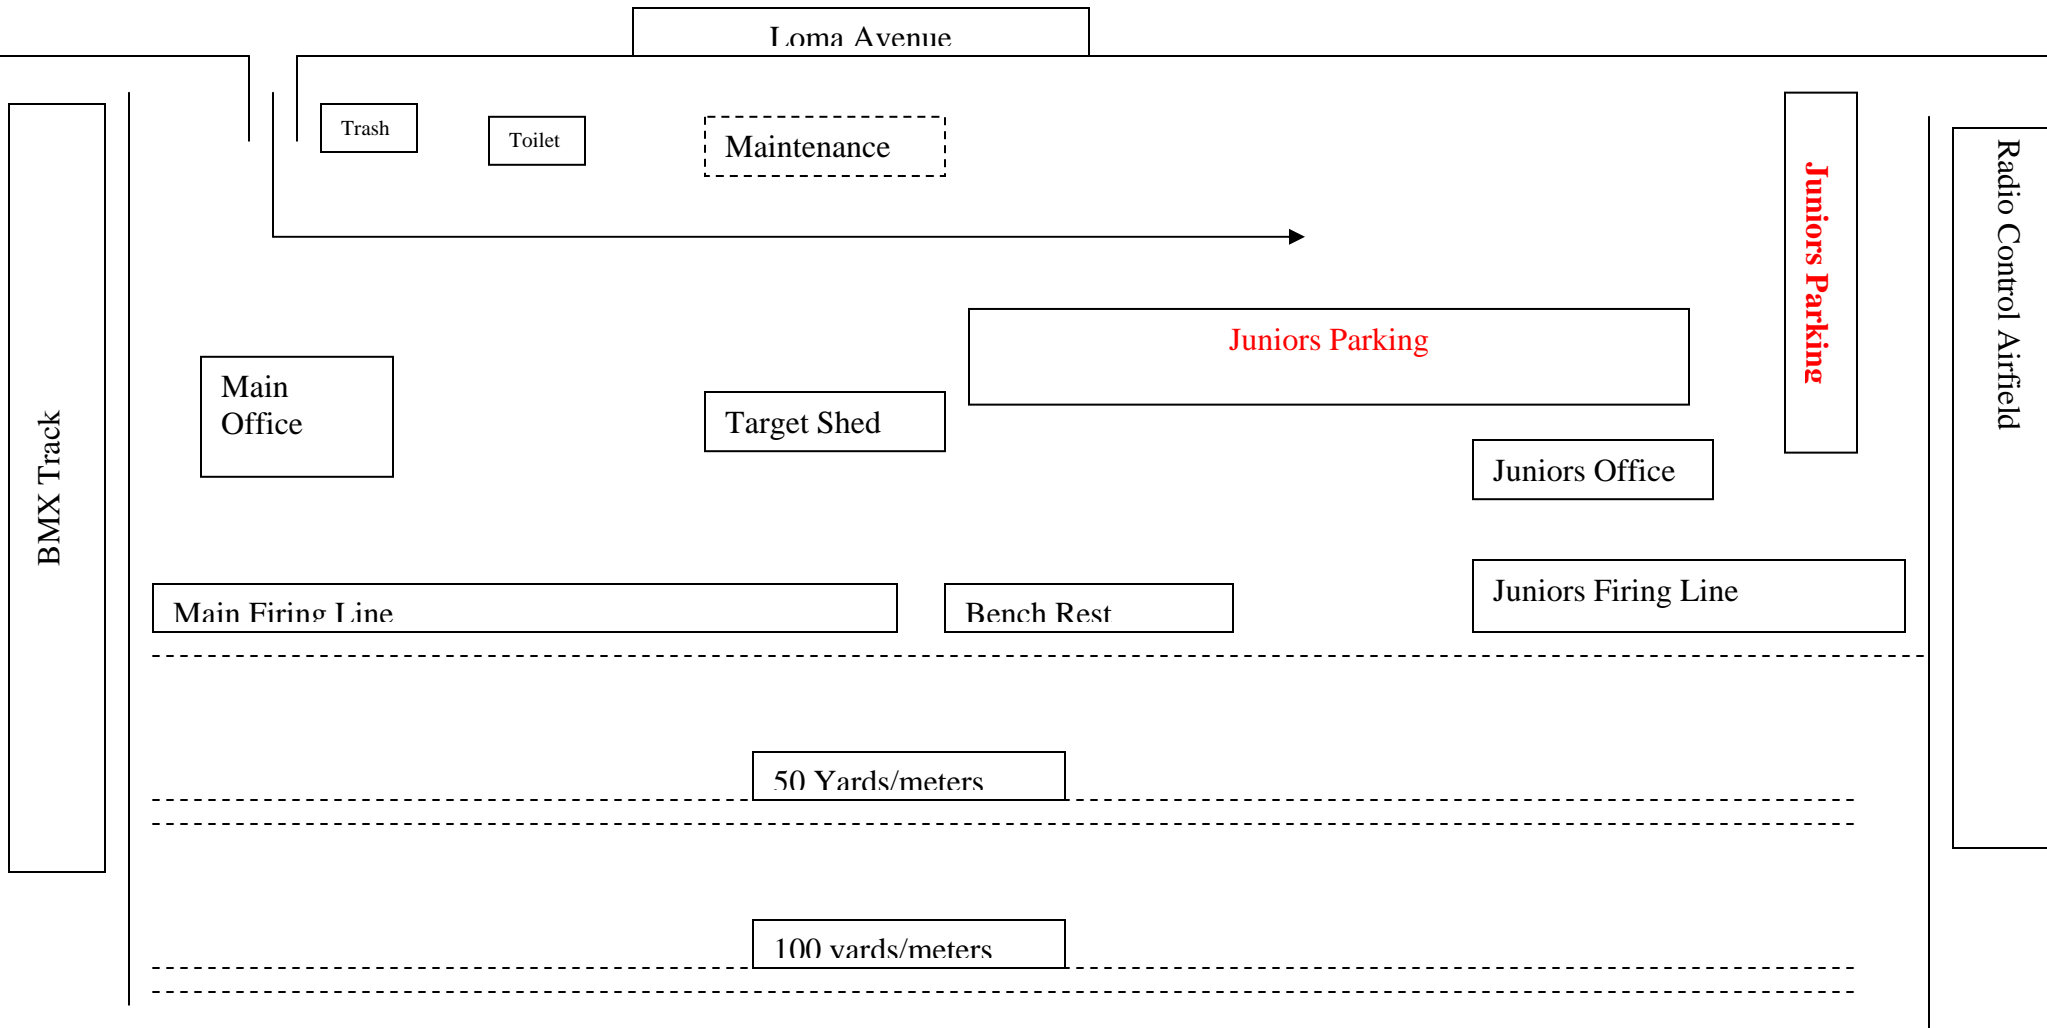 Loma Avenue
Trash
Toilet
Maintenance
Juniors Parking
Radio Control Airfield
Juniors Parking
Main
Office
Target Shed
BMX Track
Juniors Office
Main Firing Line
Bench Rest
Juniors Firing Line
50 Yards/meters
100 yards/meters